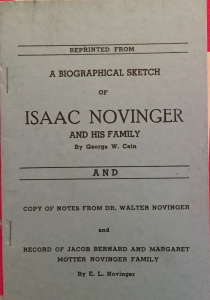 REPRINTED FROM
A BIOGRAPHICAL SKETCH
OF
ISAAC NOVINGER
AND HIS FAMILY
By George W. Cain
AND
COPY OF NOTES FROM DR. WALTER NOVINGER
and
RECORD OF JACOB BERNARD AND MARGARET
MOTTER NOVINGER FAMILY
By E. L. Novinger